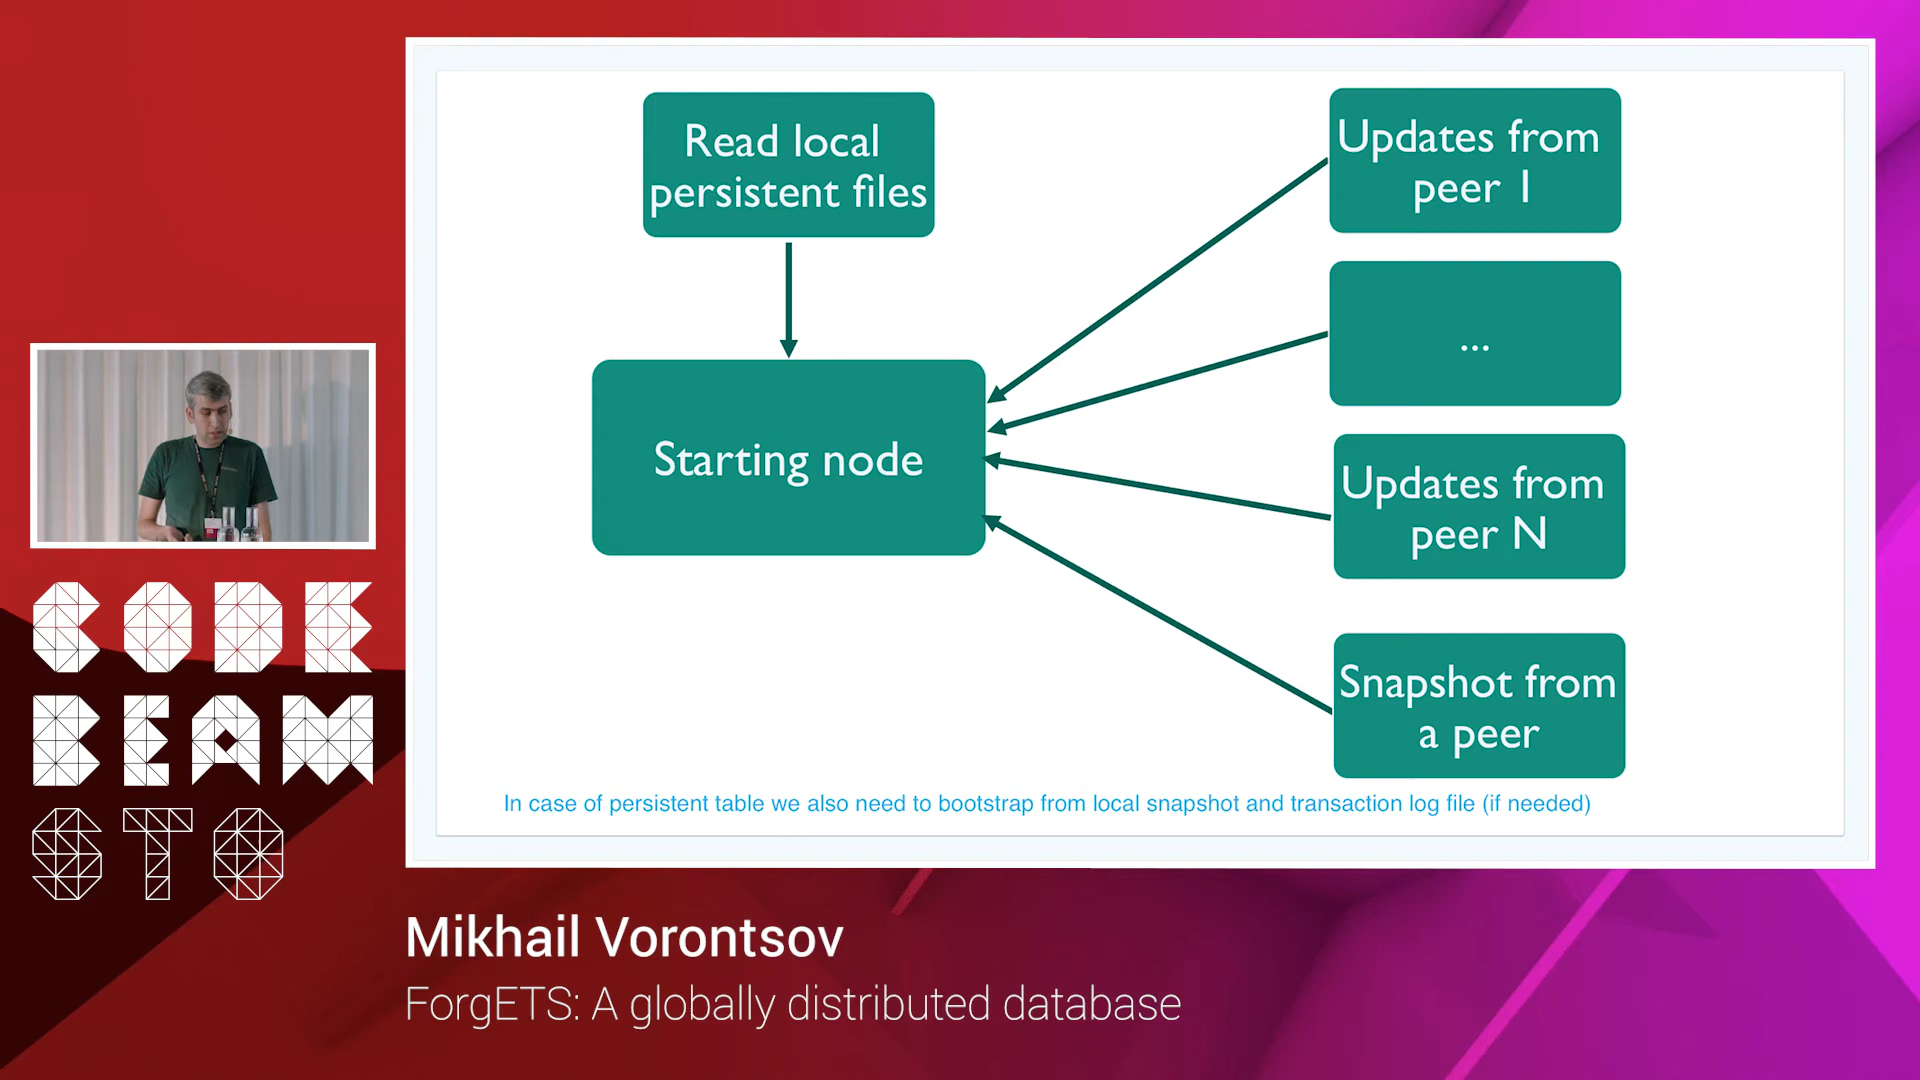 Read local
persistent files
Updates from
peer 1
...
Starting node
Updates from
peer N
Snapshot from
a peer
In case of persistent table we also need to bootstrap from local snapshot and transaction log file (if needed)
CODE
BEAM
STO
Mikhail Vorontsov
ForgETS: A globally distributed database